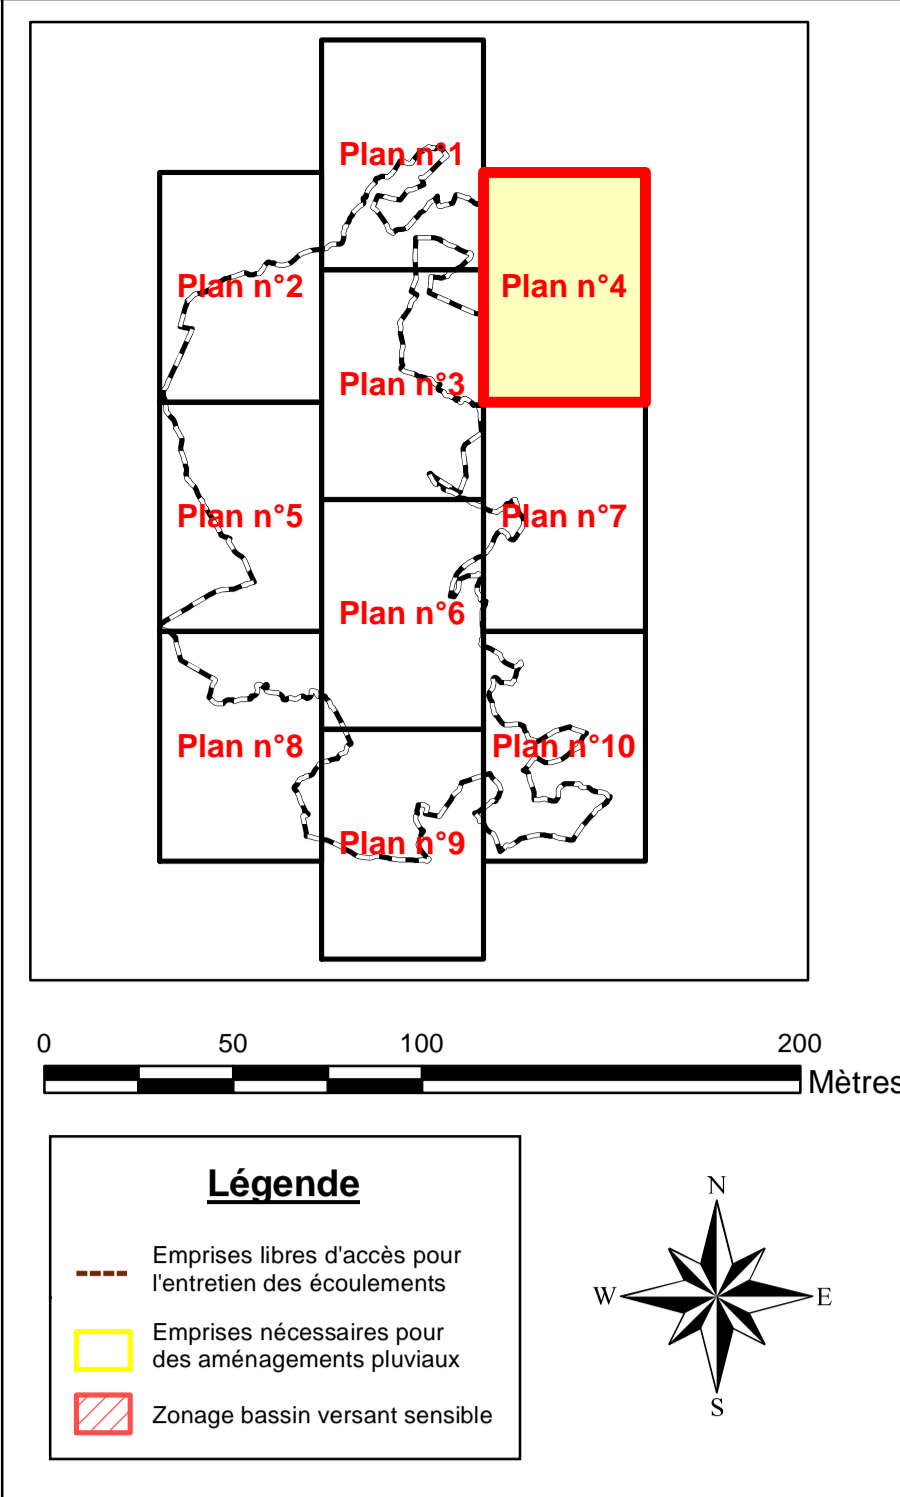 Plan n°1
Plan n°2
Plan n°4
Plan n°3
Plan n°5
Plan n°7
Plan n°6
Plan n°8
Plan n°10
Plan n°9
0 50 100 200
Mètres
Légende
Emprises libres d'accès pour
l'entretien des écoulements
Emprises nécessaires pour
des aménagements pluviaux
Zonage bassin versant sensible
N
W E
S